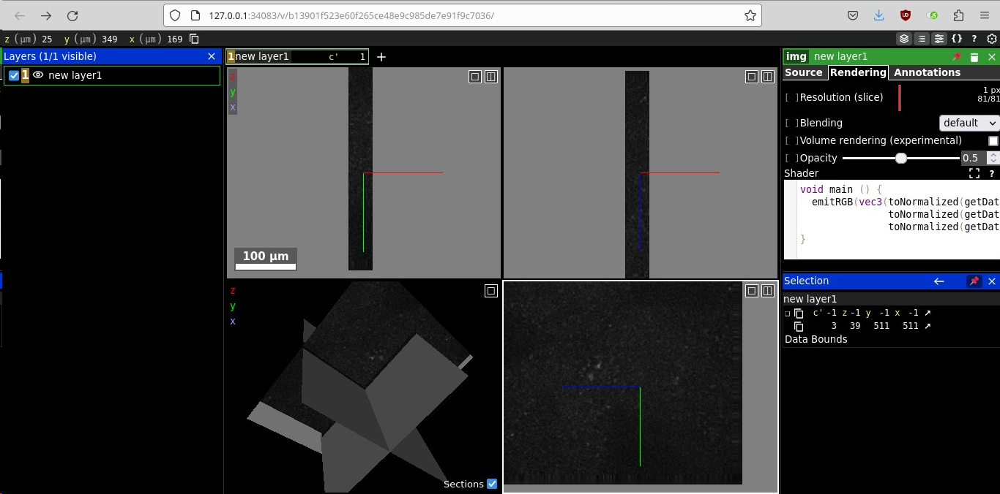 127.0.0.1:34083/v/b13901f523e60f265ce48e9c985de7e91f9c7036/
z (μm) 25 y (μm) 349 x (μm) 169
{} ?
Layers (1/1 visible)
1 new layer1
1 new layer1 c' 1 +
z
y
x
100 μm
z
y
x
Sections
img new layer1
Source Rendering Annotations
[ ]Resolution (slice) 1 px
81/81
[ ]Blending default
[ ]Volume rendering (experimental)
[ ]Opacity 0.5
Shader ?
void main () {
emitRGB(vec3(toNormalized(getDat
toNormalized(getDat
toNormalized(getDat
}
Selection
new layer1
c' -1 z -1 y -1 x -1
3 39 511 511
Data Bounds